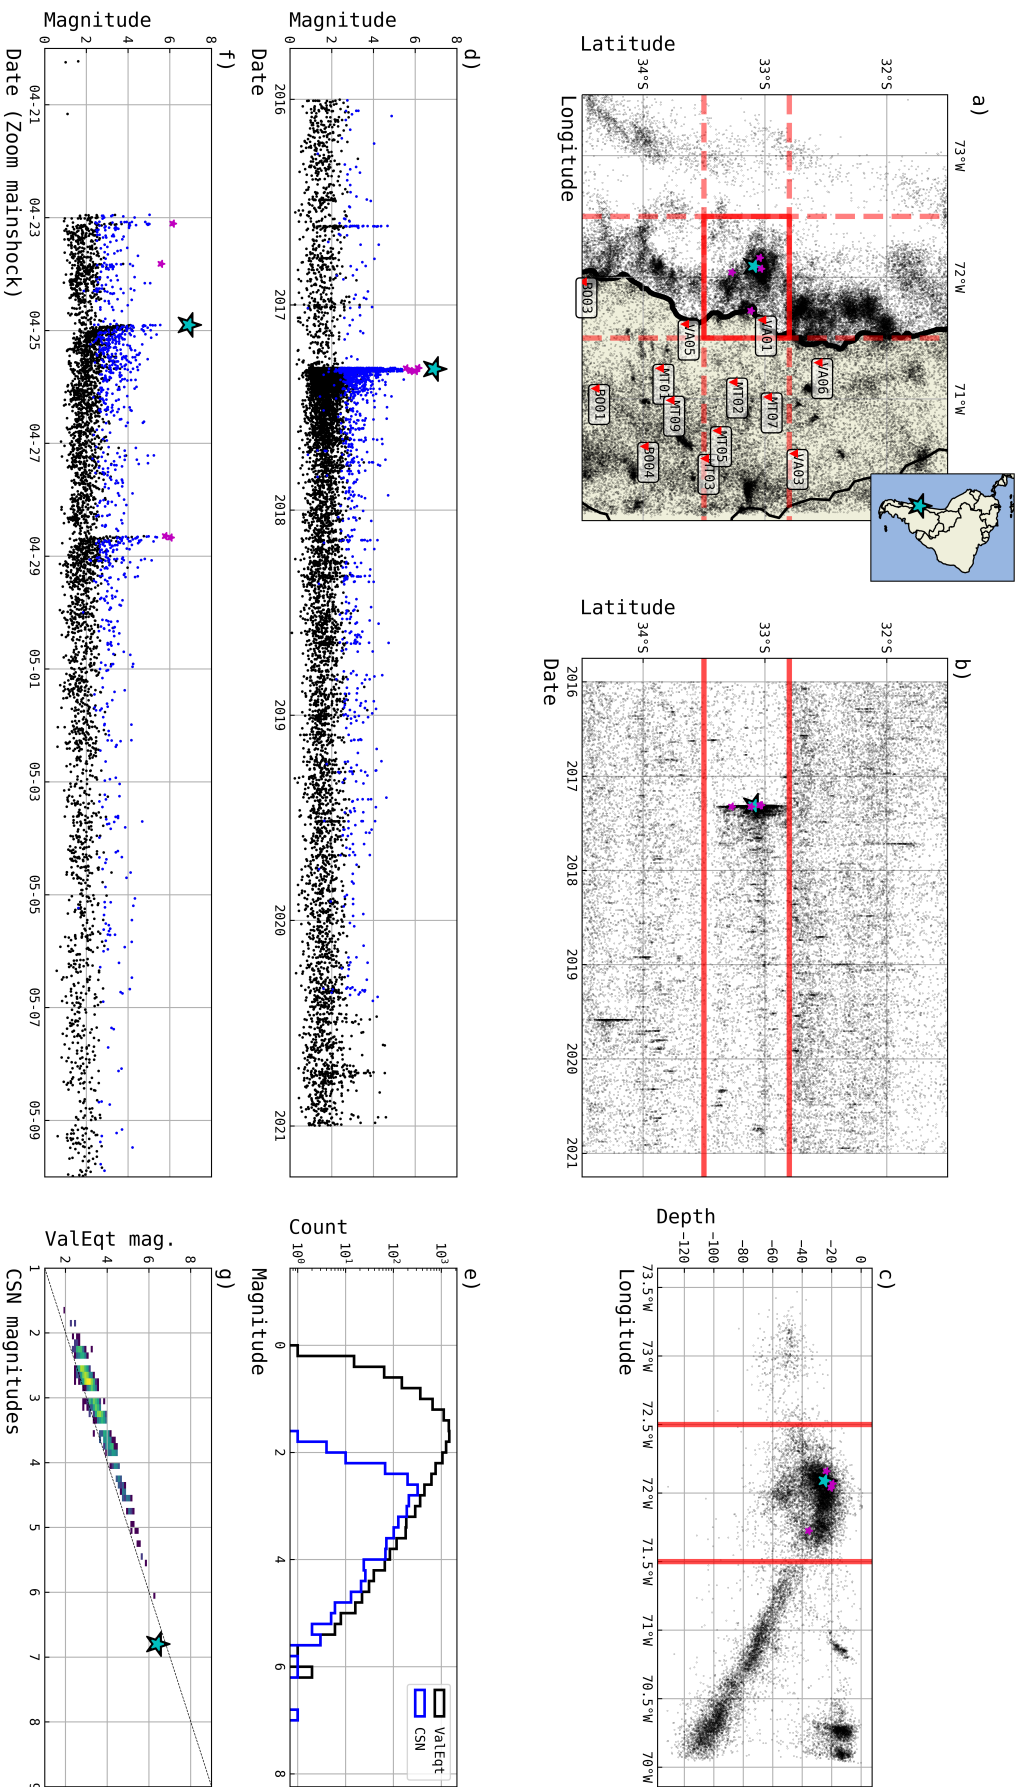 a)
73°W
72°W
71°W
32°S
33°S
34°S
Latitude
Longitude
BO03
VA05
VA01
VA06
MT01
MT09
MT02
MT07
BO01
BO04
MT05
MT03
VA03
b)
32°S
33°S
34°S
Latitude
2016
2017
2018
2019
2020
2021
Date
c)
0
-20
-40
-60
-80
-100
-120
Depth
73.5°W
73°W
72.5°W
72°W
71.5°W
71°W
70.5°W
70°W
Longitude
d)
8
6
4
2
0
Magnitude
2016
2017
2018
2019
2020
2021
Date
e)
10³
10²
10¹
10⁰
Count
0
2
4
6
8
Magnitude
ValEqt
CSN
f)
8
6
4
2
0
Magnitude
04-21
04-23
04-25
04-27
04-29
05-01
05-03
05-05
05-07
05-09
Date (Zoom mainshock)
g)
8
6
4
2
ValEqt mag.
1
2
3
4
5
6
7
8
9
CSN magnitudes